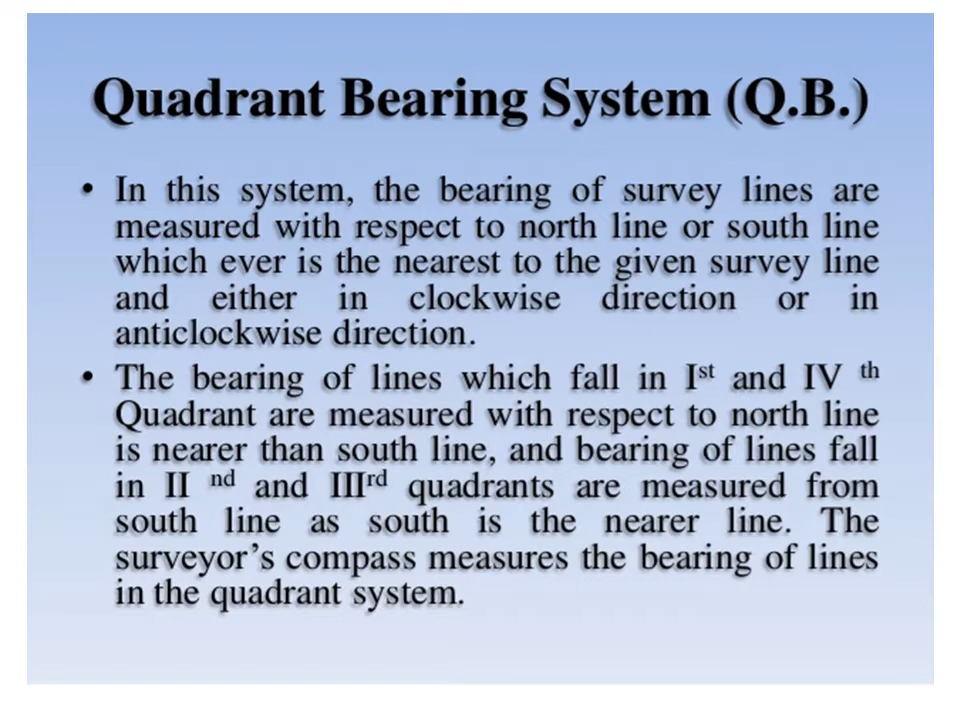 Quadrant Bearing System (Q.B.)
• In this system, the bearing of survey lines are
measured with respect to north line or south line
which ever is the nearest to the given survey line
and either in clockwise direction or in
anticlockwise direction.
• The bearing of lines which fall in Ist and IV th
Quadrant are measured with respect to north line
is nearer than south line, and bearing of lines fall
in II nd and IIIrd quadrants are measured from
south line as south is the nearer line. The
surveyor’s compass measures the bearing of lines
in the quadrant system.